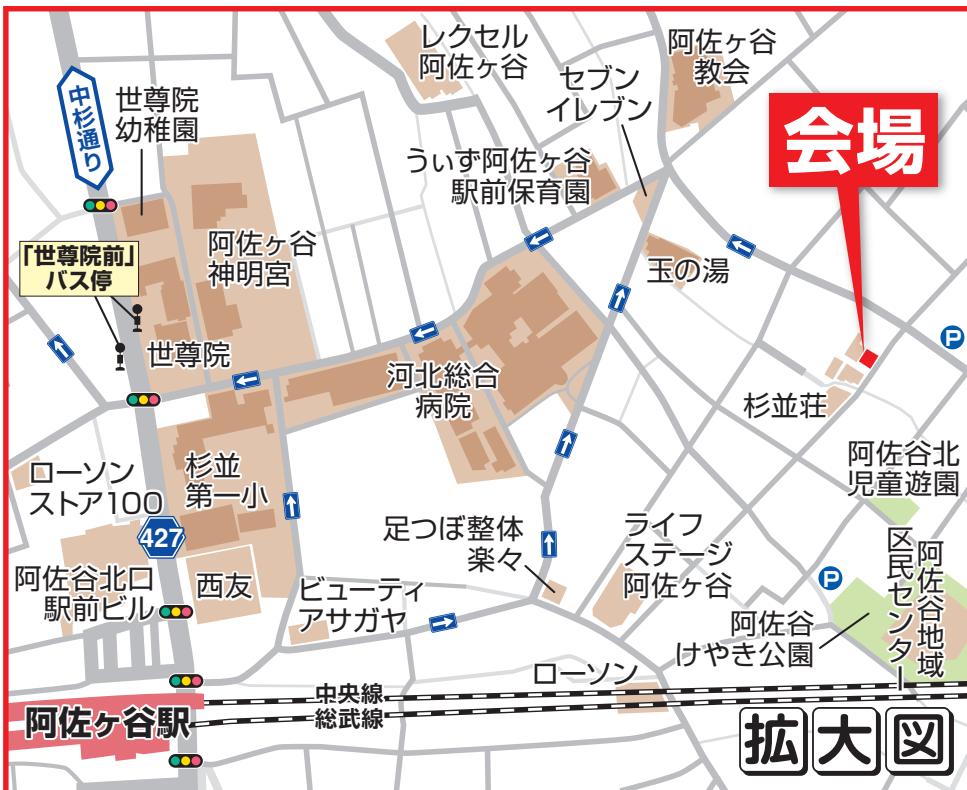 レクセル
阿佐ヶ谷
阿佐ヶ谷
教会
セブン
イレブン
中杉通り
世尊院
幼稚園
会場
うぃず阿佐ヶ谷
駅前保育園
「世尊院前」
バス停
阿佐ヶ谷
神明宮
玉の湯
P
世尊院
河北総合
病院
杉並荘
ローソン
ストア100
杉並
第一小
阿佐谷北
児童遊園
427
足つぼ整体
楽々
ライフ
ステージ
阿佐ヶ谷
阿佐谷地域
区民センター
阿佐谷北口
駅前ビル
西友
ビューティ
アサガヤ
P
阿佐谷
けやき公園
ローソン
中央線
総武線
阿佐ヶ谷駅
拡大図